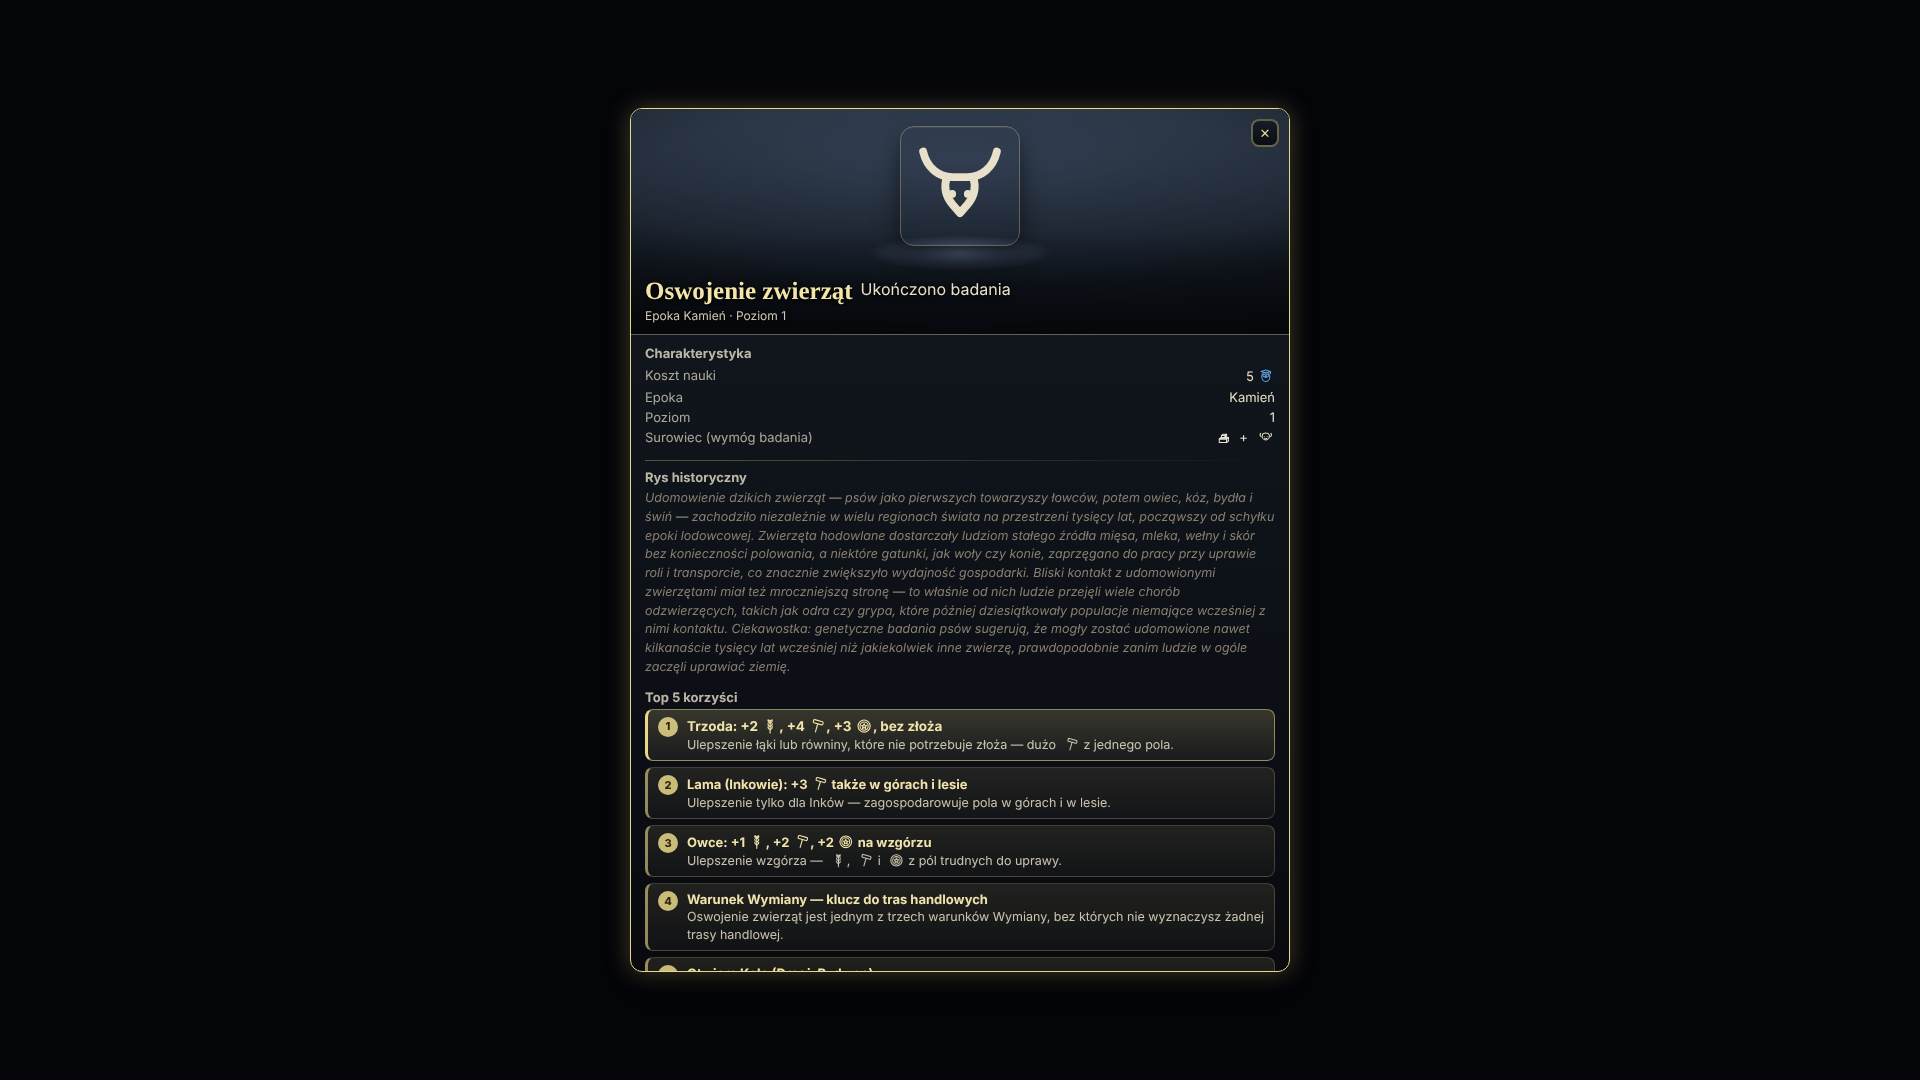 ✕
Oswojenie zwierząt Ukończono badania
Epoka Kamień · Poziom 1
Charakterystyka
Koszt nauki 5
Epoka Kamień
Poziom 1
Surowiec (wymóg badania) +
Rys historyczny
Udomowienie dzikich zwierząt — psów jako pierwszych towarzyszy łowców, potem owiec, kóz, bydła i
świń — zachodziło niezależnie w wielu regionach świata na przestrzeni tysięcy lat, począwszy od schyłku
epoki lodowcowej. Zwierzęta hodowlane dostarczały ludziom stałego źródła mięsa, mleka, wełny i skór
bez konieczności polowania, a niektóre gatunki, jak woły czy konie, zaprzęgano do pracy przy uprawie
roli i transporcie, co znacznie zwiększyło wydajność gospodarki. Bliski kontakt z udomowionymi
zwierzętami miał też mroczniejszą stronę — to właśnie od nich ludzie przejęli wiele chorób
odzwierzęcych, takich jak odra czy grypa, które później dziesiątkowały populacje niemające wcześniej z
nimi kontaktu. Ciekawostka: genetyczne badania psów sugerują, że mogły zostać udomowione nawet
kilkanaście tysięcy lat wcześniej niż jakiekolwiek inne zwierzę, prawdopodobnie zanim ludzie w ogóle
zaczęli uprawiać ziemię.
Top 5 korzyści
1 Trzoda: +2 , +4 , +3 , bez złoża
Ulepszenie łąki lub równiny, które nie potrzebuje złoża — dużo z jednego pola.
2 Lama (Inkowie): +3 także w górach i lesie
Ulepszenie tylko dla Inków — zagospodarowuje pola w górach i w lesie.
3 Owce: +1 , +2 , +2 na wzgórzu
Ulepszenie wzgórza — , i z pól trudnych do uprawy.
4 Warunek Wymiany — klucz do tras handlowych
Oswojenie zwierząt jest jednym z trzech warunków Wymiany, bez których nie wyznaczysz żadnej
trasy handlowej.